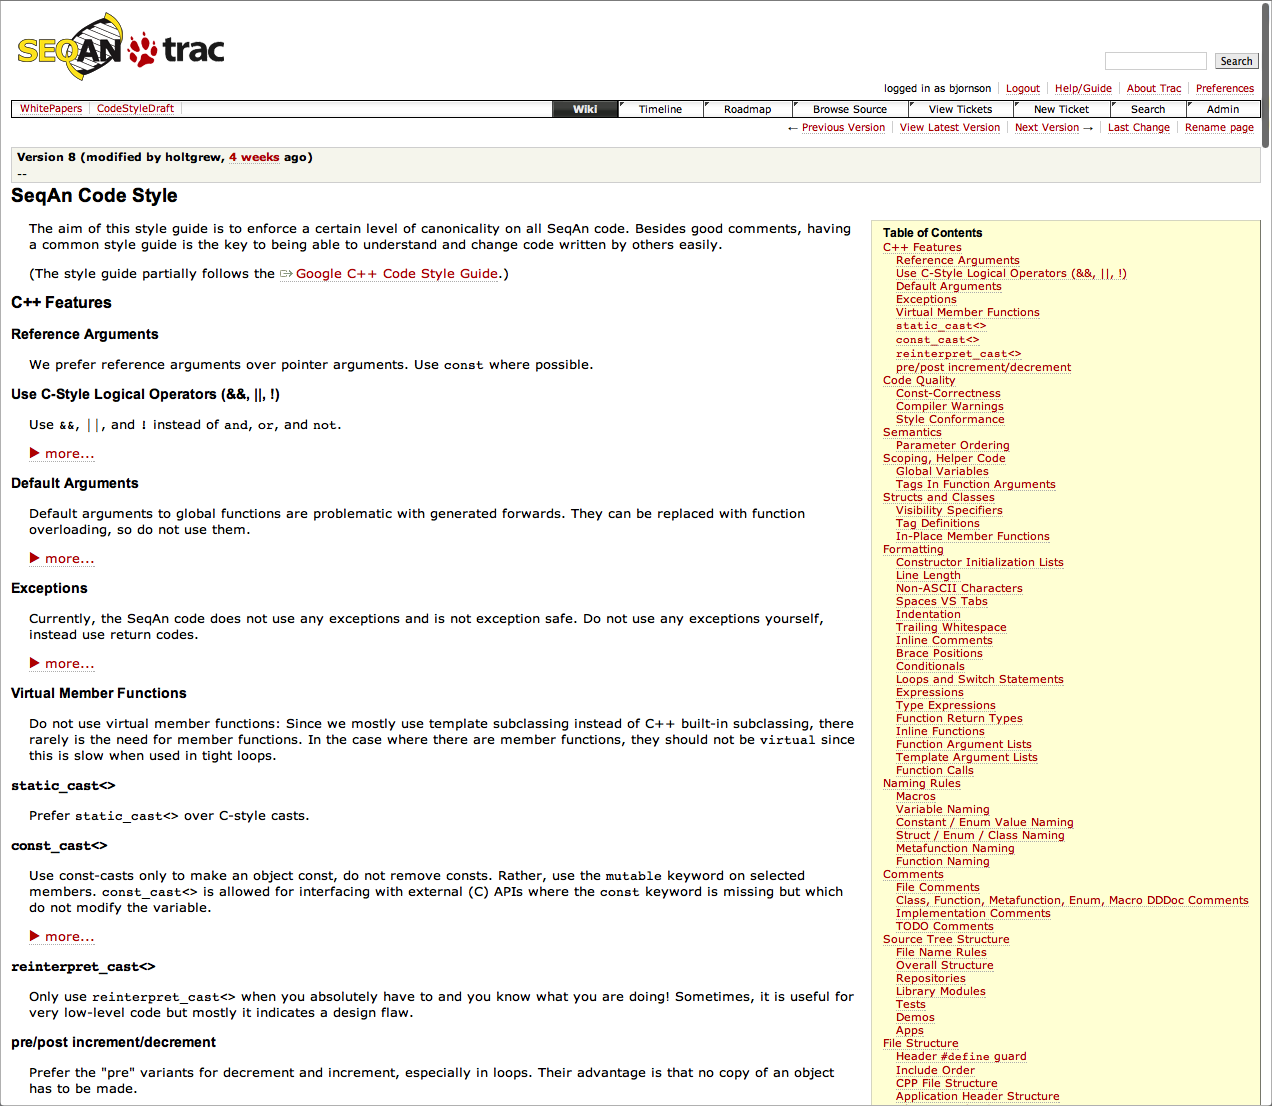 SEQAN trac
Search
logged in as bjornson Logout Help/Guide About Trac Preferences
WhitePapers CodeStyleDraft
Wiki Timeline Roadmap Browse Source View Tickets New Ticket Search Admin
← Previous Version View Latest Version Next Version → Last Change Rename page
Version 8 (modified by holtgrew, 4 weeks ago)
--
SeqAn Code Style
The aim of this style guide is to enforce a certain level of canonicality on all SeqAn code. Besides good comments, having
a common style guide is the key to being able to understand and change code written by others easily.
(The style guide partially follows the Google C++ Code Style Guide.)
C++ Features
Reference Arguments
We prefer reference arguments over pointer arguments. Use const where possible.
Use C-Style Logical Operators (&&, ||, !)
Use &&, ||, and ! instead of and, or, and not.
▶ more...
Default Arguments
Default arguments to global functions are problematic with generated forwards. They can be replaced with function
overloading, so do not use them.
▶ more...
Exceptions
Currently, the SeqAn code does not use any exceptions and is not exception safe. Do not use any exceptions yourself,
instead use return codes.
▶ more...
Virtual Member Functions
Do not use virtual member functions: Since we mostly use template subclassing instead of C++ built-in subclassing, there
rarely is the need for member functions. In the case where there are member functions, they should not be virtual since
this is slow when used in tight loops.
static_cast<>
Prefer static_cast<> over C-style casts.
const_cast<>
Use const-casts only to make an object const, do not remove consts. Rather, use the mutable keyword on selected
members. const_cast<> is allowed for interfacing with external (C) APIs where the const keyword is missing but which
do not modify the variable.
▶ more...
reinterpret_cast<>
Only use reinterpret_cast<> when you absolutely have to and you know what you are doing! Sometimes, it is useful for
very low-level code but mostly it indicates a design flaw.
pre/post increment/decrement
Prefer the "pre" variants for decrement and increment, especially in loops. Their advantage is that no copy of an object
has to be made.
Table of Contents
C++ Features
Reference Arguments
Use C-Style Logical Operators (&&, ||, !)
Default Arguments
Exceptions
Virtual Member Functions
static_cast<>
const_cast<>
reinterpret_cast<>
pre/post increment/decrement
Code Quality
Const-Correctness
Compiler Warnings
Style Conformance
Semantics
Parameter Ordering
Scoping, Helper Code
Global Variables
Tags In Function Arguments
Structs and Classes
Visibility Specifiers
Tag Definitions
In-Place Member Functions
Formatting
Constructor Initialization Lists
Line Length
Non-ASCII Characters
Spaces VS Tabs
Indentation
Trailing Whitespace
Inline Comments
Brace Positions
Conditionals
Loops and Switch Statements
Expressions
Type Expressions
Function Return Types
Inline Functions
Function Argument Lists
Template Argument Lists
Function Calls
Naming Rules
Macros
Variable Naming
Constant / Enum Value Naming
Struct / Enum / Class Naming
Metafunction Naming
Function Naming
Comments
File Comments
Class, Function, Metafunction, Enum, Macro DDDoc Comments
Implementation Comments
TODO Comments
Source Tree Structure
File Name Rules
Overall Structure
Repositories
Library Modules
Tests
Demos
Apps
File Structure
Header #define guard
Include Order
CPP File Structure
Application Header Structure